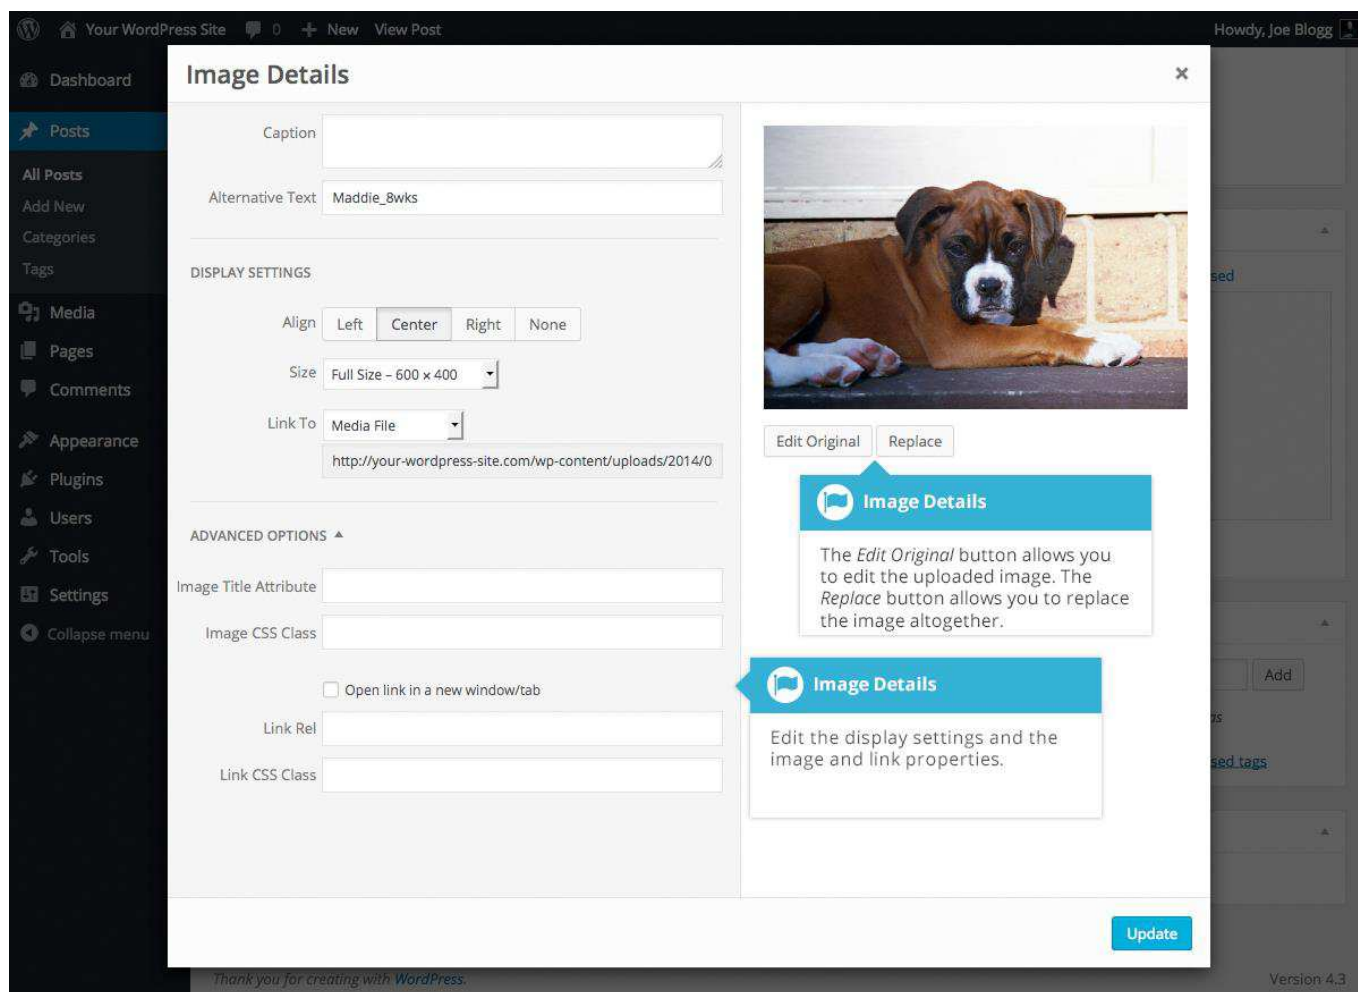 Your WordPress Site 0 New View Post Howdy, Joe Blogg
Dashboard
Posts
All Posts
Add New
Categories
Tags
Media
Pages
Comments
Appearance
Plugins
Users
Tools
Settings
Collapse menu
Image Details ×
Caption
Alternative Text Maddie_8wks
DISPLAY SETTINGS
Align Left Center Right None
Size Full Size – 600 × 400
Link To Media File
http://your-wordpress-site.com/wp-content/uploads/2014/0
ADVANCED OPTIONS
Image Title Attribute
Image CSS Class
Open link in a new window/tab
Link Rel
Link CSS Class
Edit Original Replace
Image Details
The Edit Original button allows you
to edit the uploaded image. The
Replace button allows you to replace
the image altogether.
Image Details
Edit the display settings and the
image and link properties.
Update
sed
Add
as
sed tags
Thank you for creating with WordPress. Version 4.3